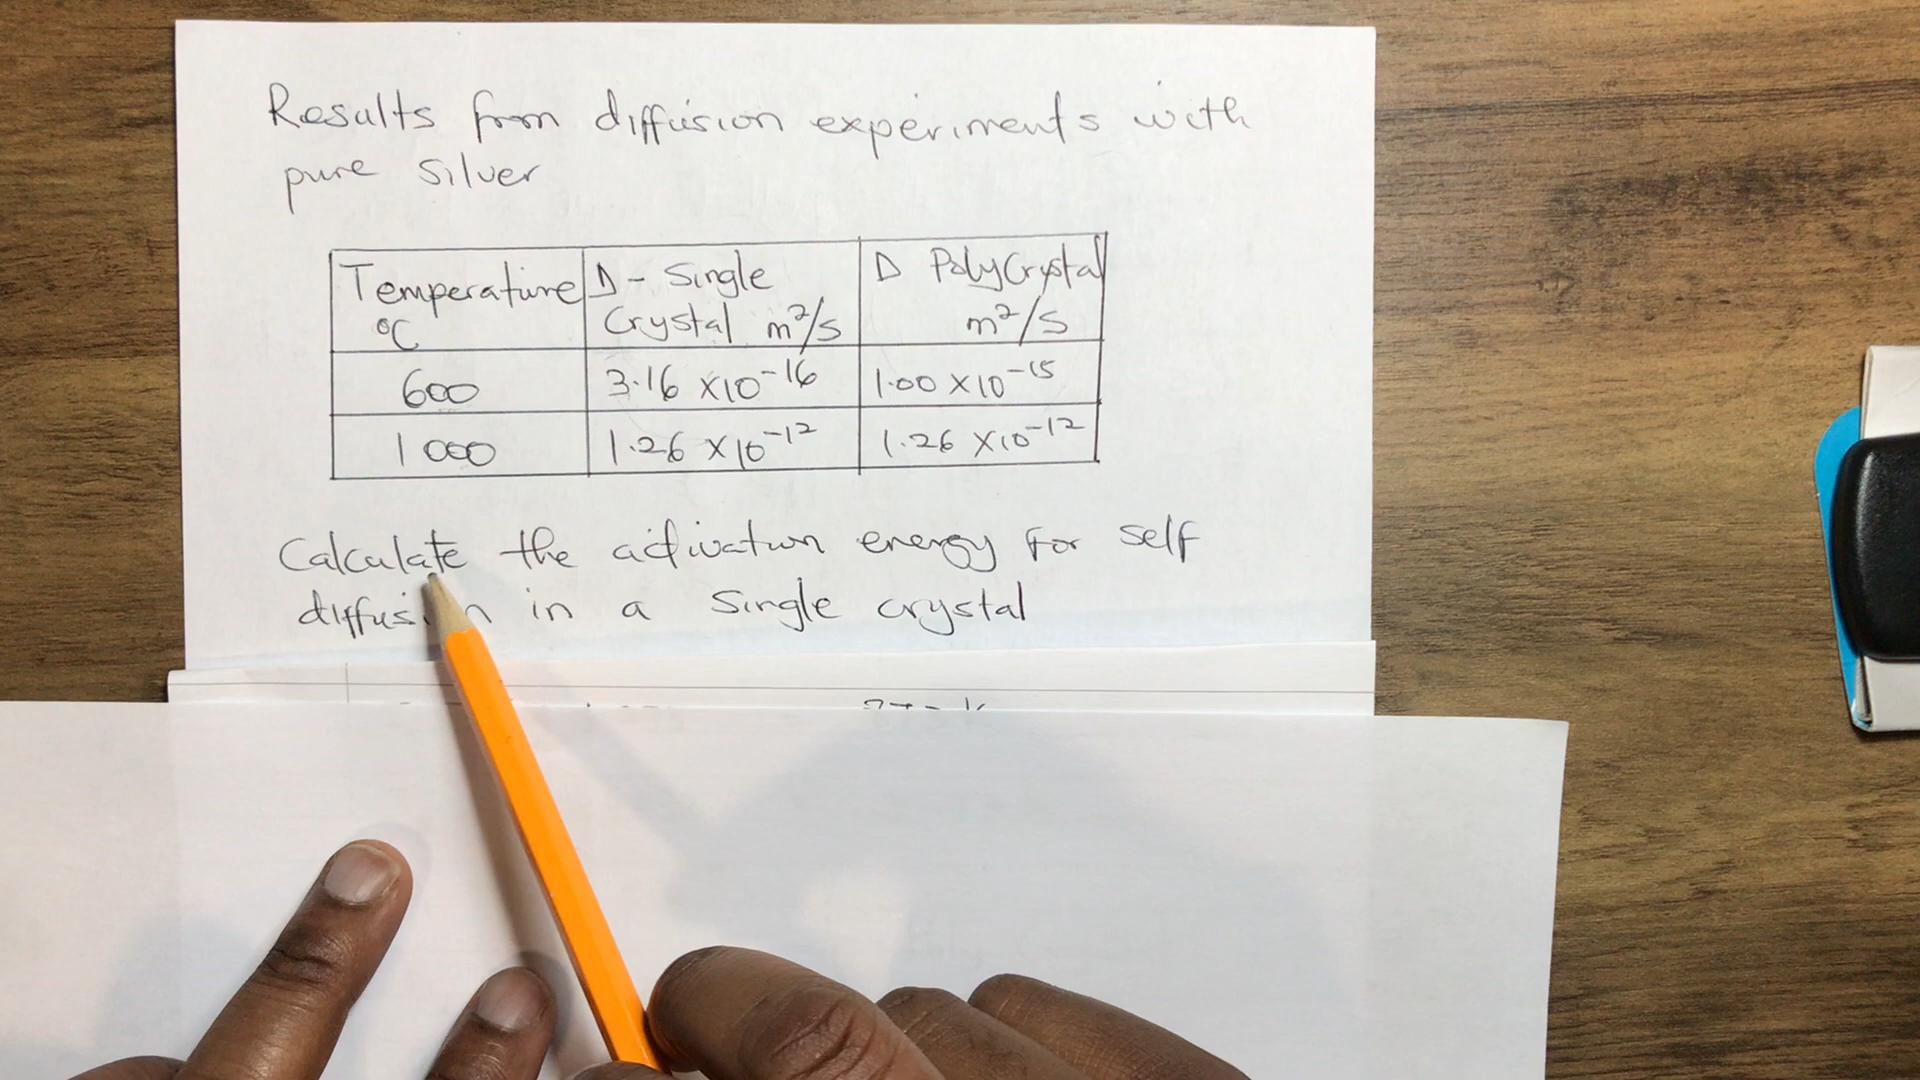 Results from diffusion experiments with
pure silver
Temperature °C D - Single Crystal m²/s D PolyCrystal m²/s
600 3.16 x10⁻¹⁶ 1.00 x10⁻¹⁵
1000 1.26 x10⁻¹² 1.26 x10⁻¹²
Calculate the activation energy for self
diffusion in a Single crystal